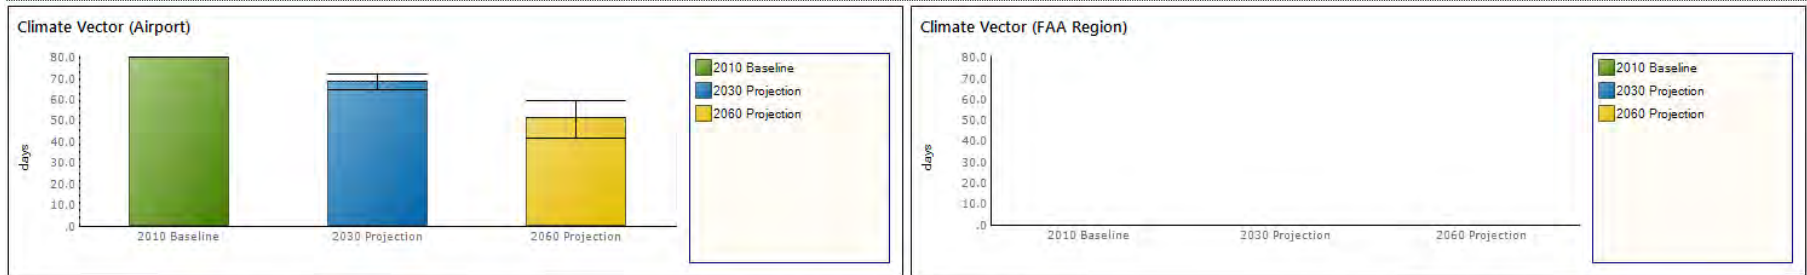 Climate Vector (Airport)
80.0
70.0
60.0
50.0
40.0
30.0
20.0
10.0
.0
days
2010 Baseline
2030 Projection
2060 Projection
2010 Baseline
2030 Projection
2060 Projection
Climate Vector (FAA Region)
80.0
70.0
60.0
50.0
40.0
30.0
20.0
10.0
.0
days
2010 Baseline
2030 Projection
2060 Projection
2010 Baseline
2030 Projection
2060 Projection